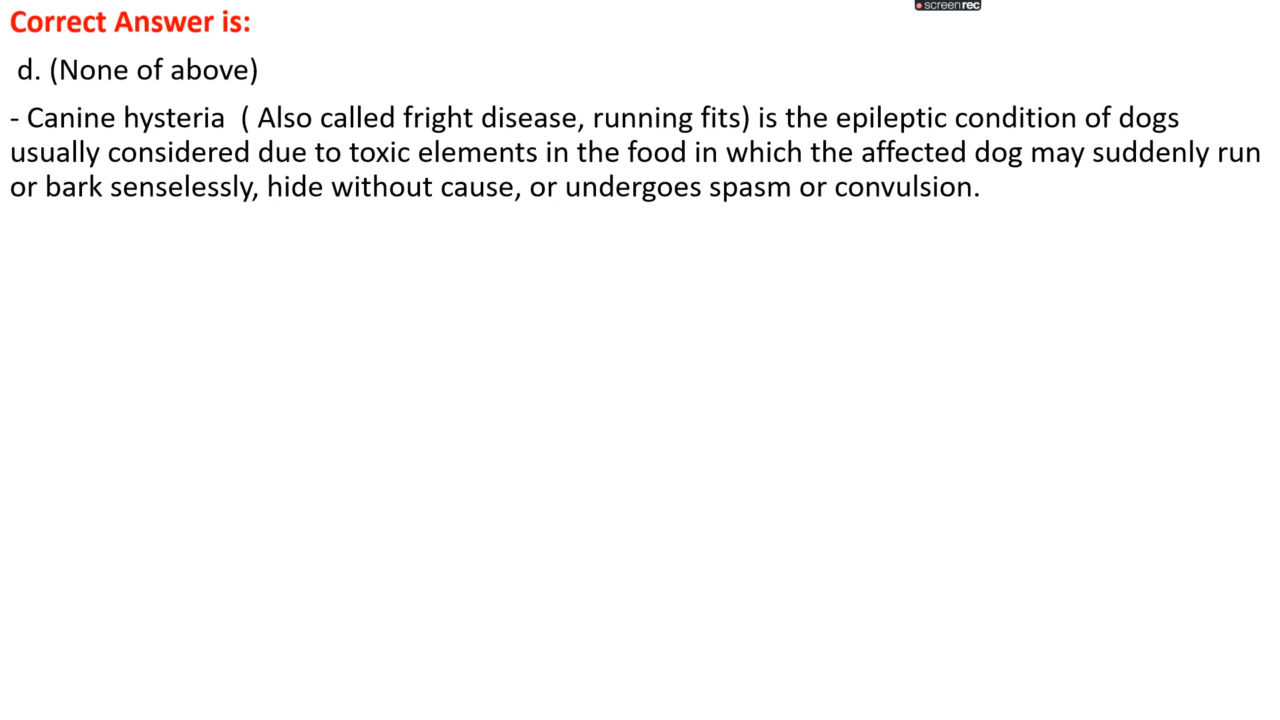 screenrec
Correct Answer is:
d. (None of above)
- Canine hysteria ( Also called fright disease, running fits) is the epileptic condition of dogs
usually considered due to toxic elements in the food in which the affected dog may suddenly run
or bark senselessly, hide without cause, or undergoes spasm or convulsion.